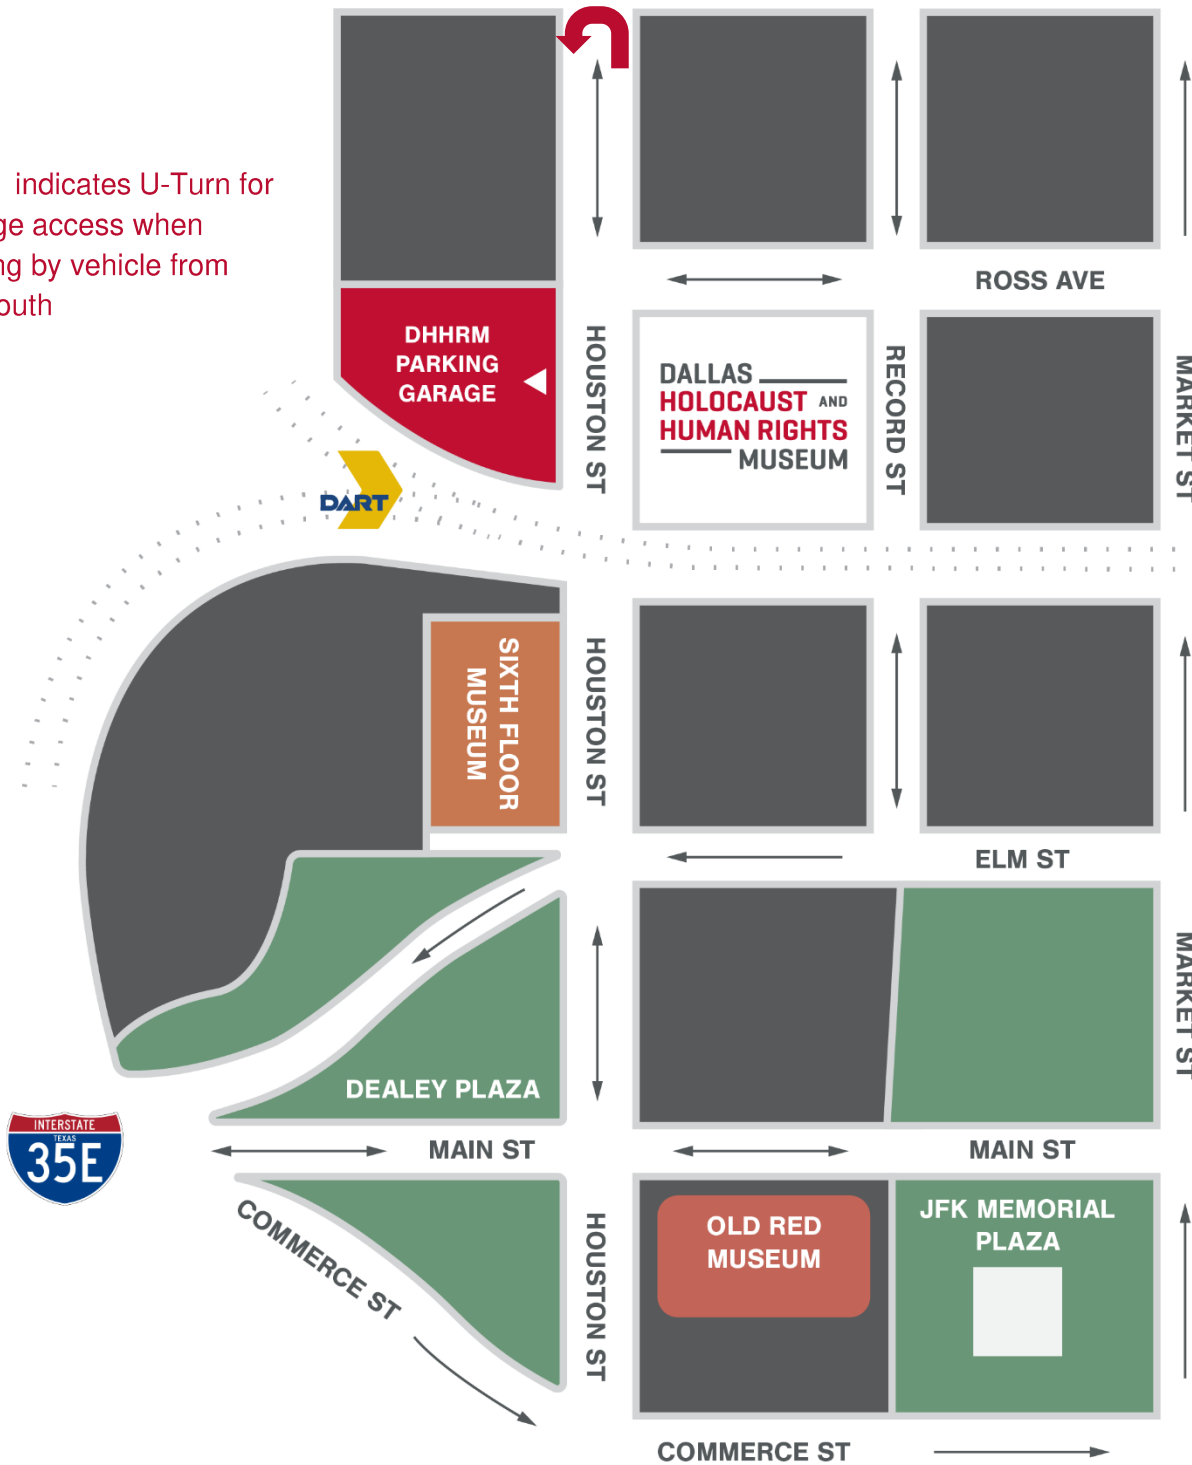 indicates U-Turn for
ge access when
ng by vehicle from
outh
ROSS AVE
DHHRM
PARKING
GARAGE
HOUSTON ST
DALLAS
HOLOCAUST AND
HUMAN RIGHTS
MUSEUM
RECORD ST
MARKET ST
DART
SIXTH FLOOR
MUSEUM
HOUSTON ST
ELM ST
MARKET ST
DEALEY PLAZA
INTERSTATE
TEXAS
35E
MAIN ST
MAIN ST
COMMERCE ST
HOUSTON ST
OLD RED
MUSEUM
JFK MEMORIAL
PLAZA
COMMERCE ST